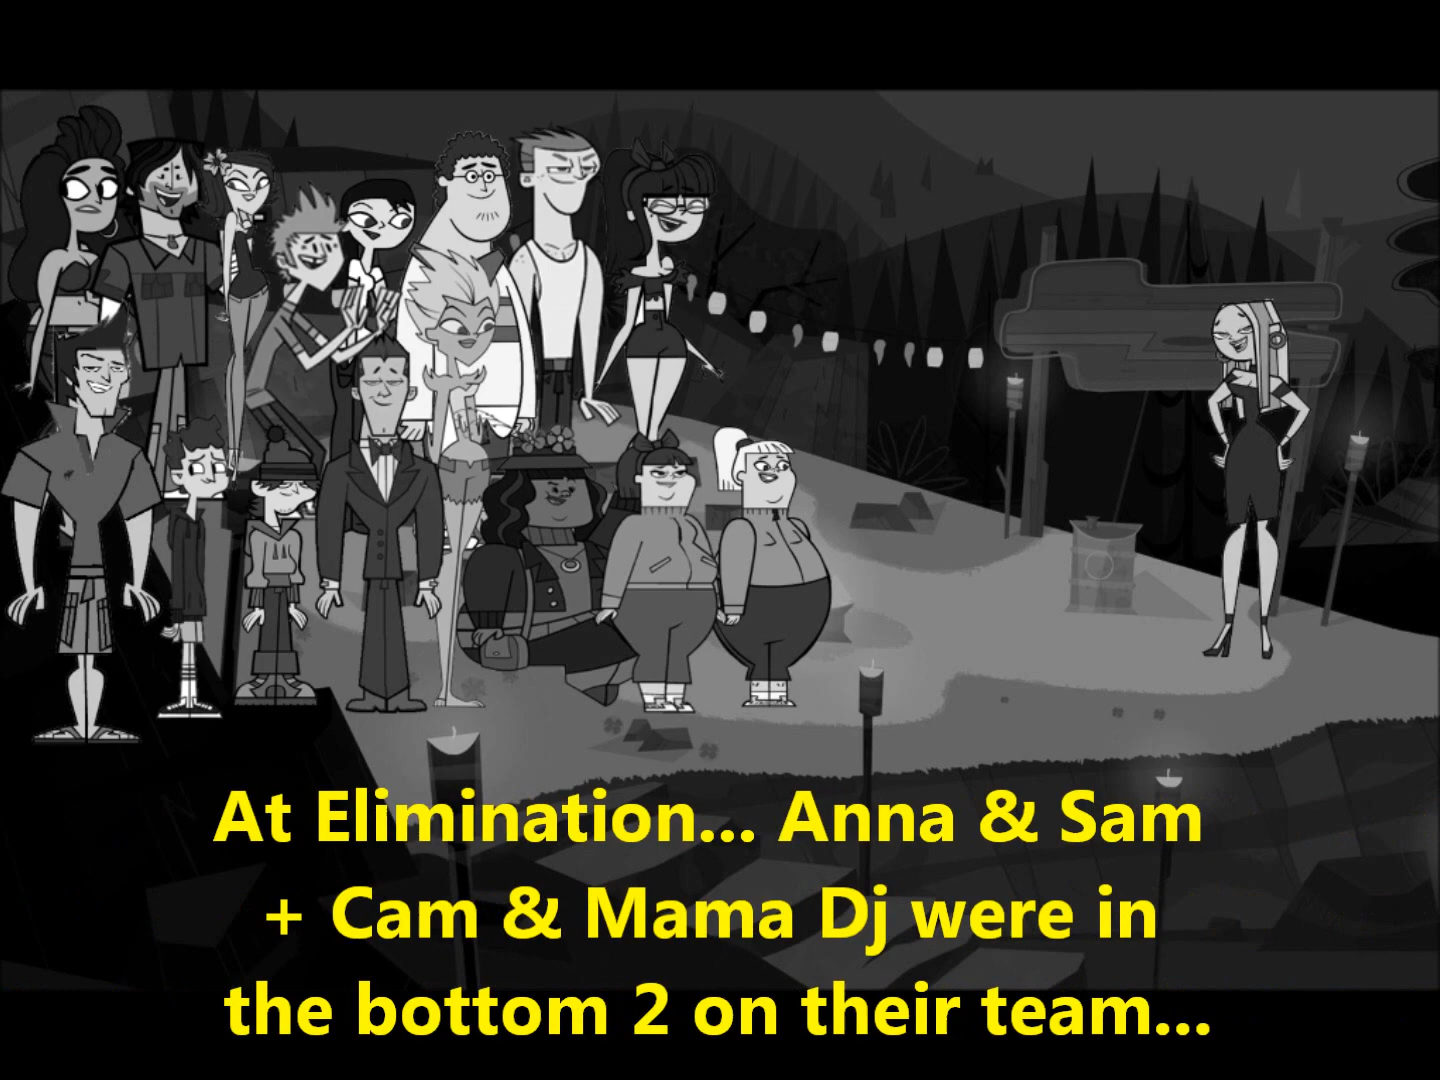 At Elimination... Anna & Sam
+ Cam & Mama Dj were in
the bottom 2 on their team...